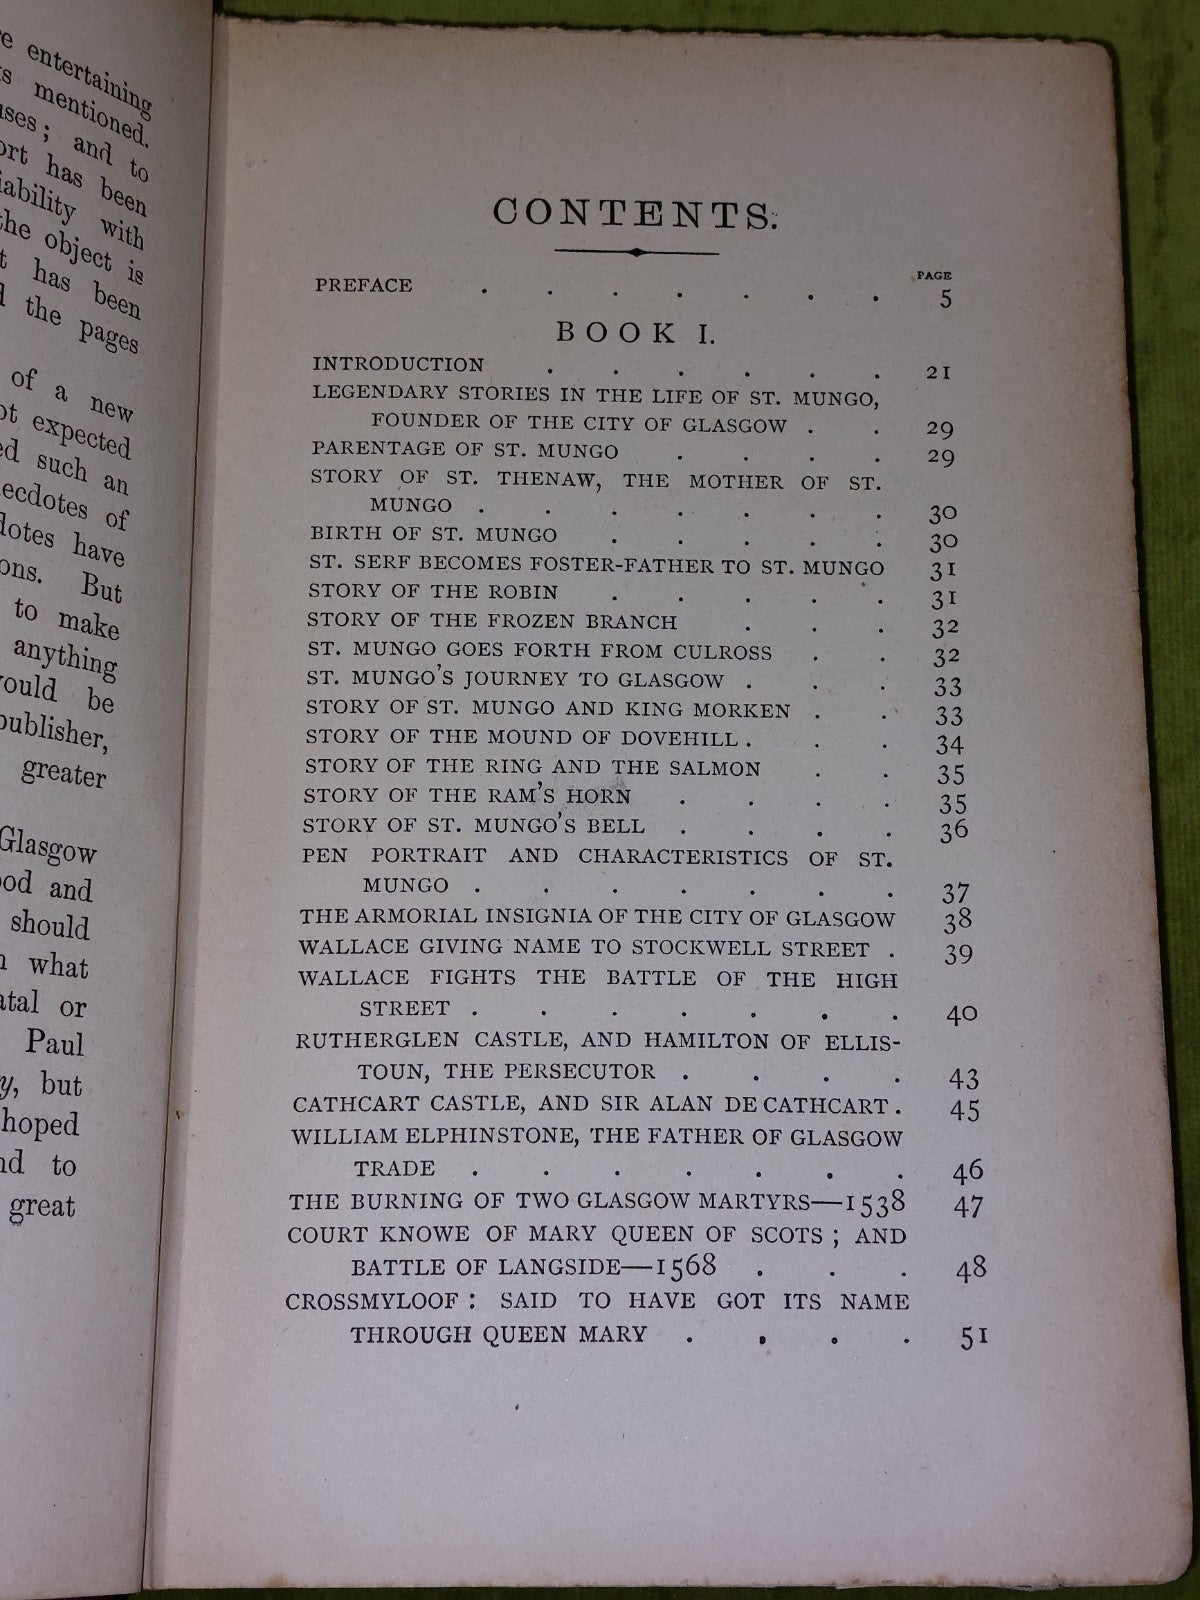 e entertaining
s mentioned.
uses; and to
ort has been
iability with
the object is
t has been
d the pages
of a new
ot expected
ed such an
necdotes of
dotes have
ons. But
to make
anything
would be
publisher,
greater
Glasgow
ood and
should
n what
atal or
Paul
y, but
hoped
nd to
great
CONTENTS.
PAGE
PREFACE . . . . . . . 5
BOOK I.
INTRODUCTION . . . . . . 21
LEGENDARY STORIES IN THE LIFE OF ST. MUNGO,
FOUNDER OF THE CITY OF GLASGOW . . 29
PARENTAGE OF ST. MUNGO . . . . 29
STORY OF ST. THENAW, THE MOTHER OF ST.
MUNGO . . . . . . . 30
BIRTH OF ST. MUNGO . . . . . 30
ST. SERF BECOMES FOSTER-FATHER TO ST. MUNGO 31
STORY OF THE ROBIN . . . . . 31
STORY OF THE FROZEN BRANCH . . . 32
ST. MUNGO GOES FORTH FROM CULROSS . . 32
ST. MUNGO'S JOURNEY TO GLASGOW . . . 33
STORY OF ST. MUNGO AND KING MORKEN . . 33
STORY OF THE MOUND OF DOVEHILL . . . 34
STORY OF THE RING AND THE SALMON . . 35
STORY OF THE RAM'S HORN . . . . 35
STORY OF ST. MUNGO'S BELL . . . . 36
PEN PORTRAIT AND CHARACTERISTICS OF ST.
MUNGO . . . . . . . 37
THE ARMORIAL INSIGNIA OF THE CITY OF GLASGOW 38
WALLACE GIVING NAME TO STOCKWELL STREET . 39
WALLACE FIGHTS THE BATTLE OF THE HIGH
STREET . . . . . . . 40
RUTHERGLEN CASTLE, AND HAMILTON OF ELLIS-
TOUN, THE PERSECUTOR . . . . 43
CATHCART CASTLE, AND SIR ALAN DE CATHCART . 45
WILLIAM ELPHINSTONE, THE FATHER OF GLASGOW
TRADE . . . . . . . 46
THE BURNING OF TWO GLASGOW MARTYRS—1538 47
COURT KNOWE OF MARY QUEEN OF SCOTS; AND
BATTLE OF LANGSIDE—1568 . . . 48
CROSSMYLOOF: SAID TO HAVE GOT ITS NAME
THROUGH QUEEN MARY . . . . 51